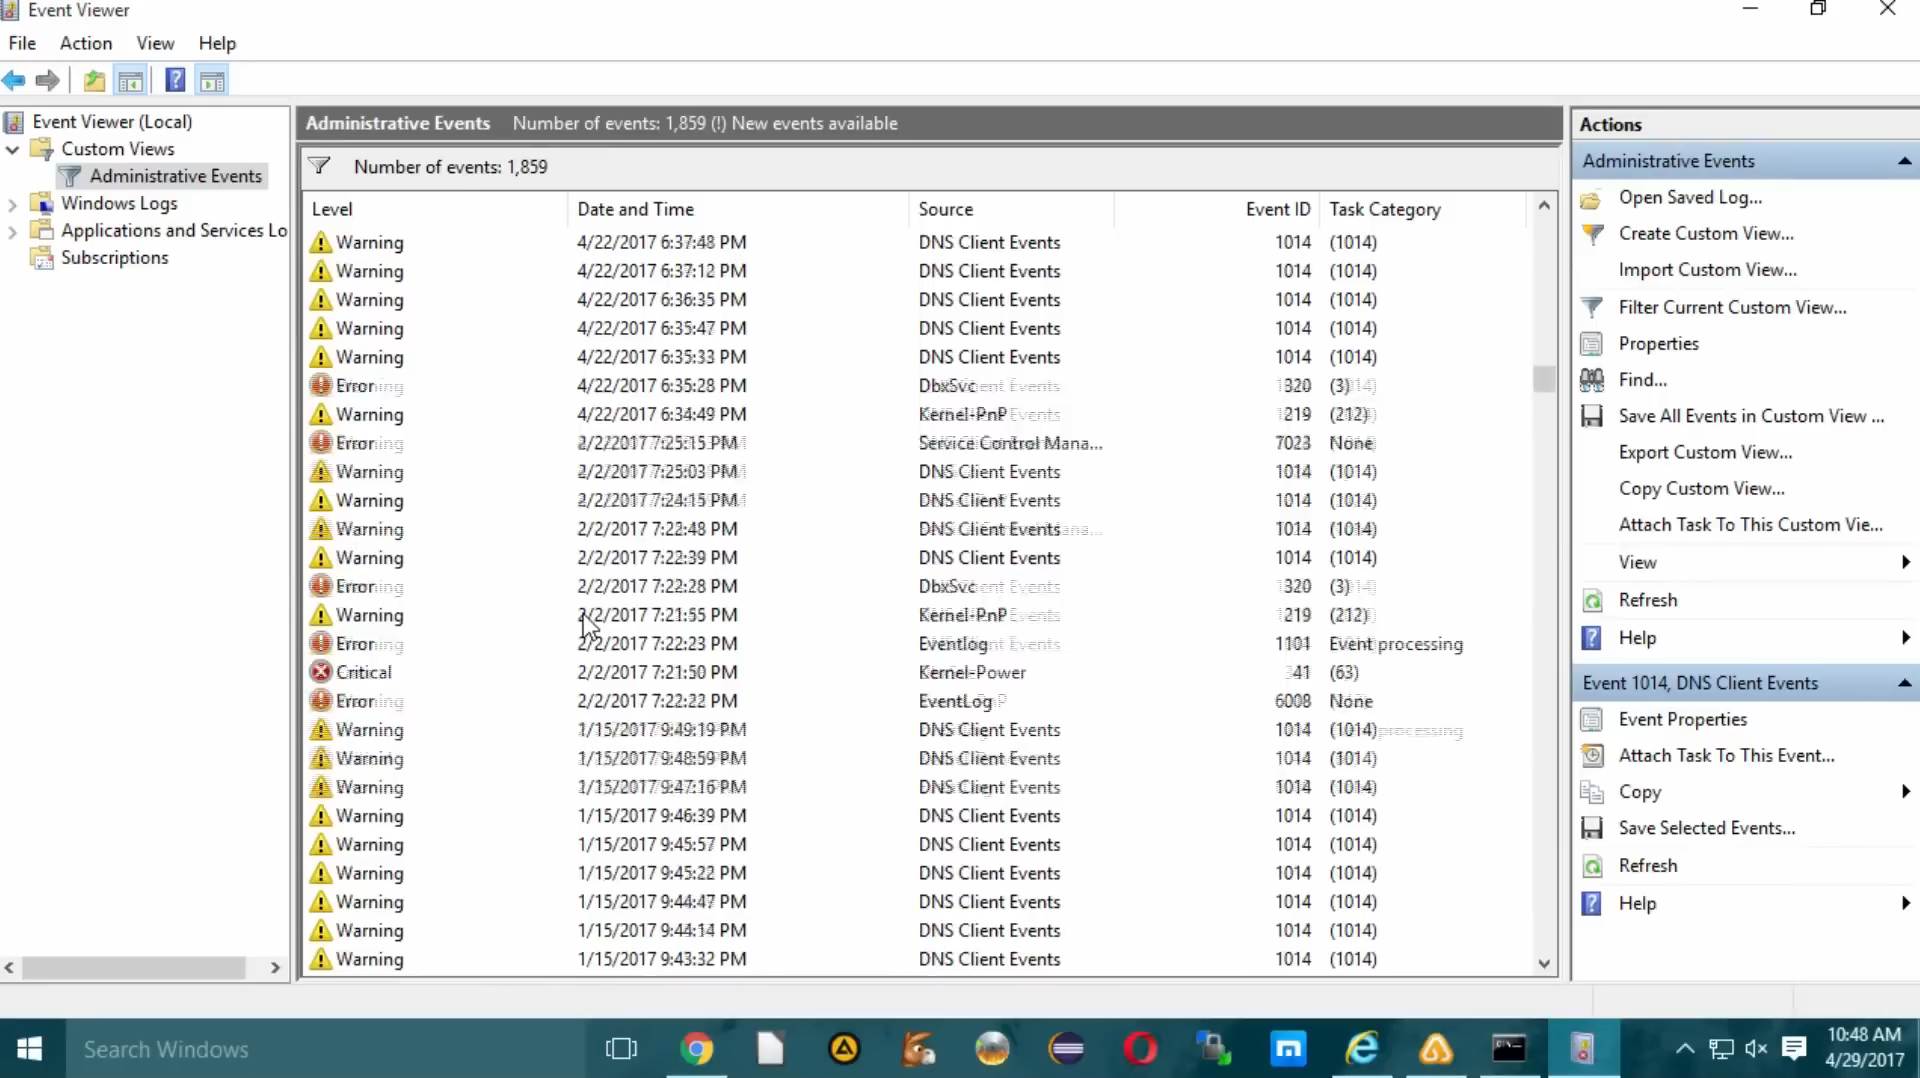 Event Viewer
File Action View Help
Event Viewer (Local)
Custom Views
Administrative Events
Windows Logs
Applications and Services Lo
Subscriptions
Administrative Events Number of events: 1,859 (!) New events available
Number of events: 1,859
Level Date and Time Source Event ID Task Category
Warning 4/22/2017 6:37:48 PM DNS Client Events 1014 (1014)
Warning 4/22/2017 6:37:12 PM DNS Client Events 1014 (1014)
Warning 4/22/2017 6:36:35 PM DNS Client Events 1014 (1014)
Warning 4/22/2017 6:35:47 PM DNS Client Events 1014 (1014)
Warning 4/22/2017 6:35:33 PM DNS Client Events 1014 (1014)
Error 4/22/2017 6:35:28 PM DbxSvc 320 (3)
Warning 4/22/2017 6:34:49 PM Kernel-PnP 219 (212)
Error 2/2/2017 7:25:15 PM Service Control Mana... 7023 None
Warning 2/2/2017 7:25:03 PM DNS Client Events 1014 (1014)
Warning 2/2/2017 7:24:15 PM DNS Client Events 1014 (1014)
Warning 2/2/2017 7:22:48 PM DNS Client Events 1014 (1014)
Warning 2/2/2017 7:22:39 PM DNS Client Events 1014 (1014)
Error 2/2/2017 7:22:28 PM DbxSvc 320 (3)
Warning 2/2/2017 7:21:55 PM Kernel-PnP 219 (212)
Error 2/2/2017 7:22:23 PM Eventlog 1101 Event processing
Critical 2/2/2017 7:21:50 PM Kernel-Power 41 (63)
Error 2/2/2017 7:22:22 PM EventLog 6008 None
Warning 1/15/2017 9:49:19 PM DNS Client Events 1014 (1014)
Warning 1/15/2017 9:48:59 PM DNS Client Events 1014 (1014)
Warning 1/15/2017 9:47:16 PM DNS Client Events 1014 (1014)
Warning 1/15/2017 9:46:39 PM DNS Client Events 1014 (1014)
Warning 1/15/2017 9:45:57 PM DNS Client Events 1014 (1014)
Warning 1/15/2017 9:45:22 PM DNS Client Events 1014 (1014)
Warning 1/15/2017 9:44:47 PM DNS Client Events 1014 (1014)
Warning 1/15/2017 9:44:14 PM DNS Client Events 1014 (1014)
Warning 1/15/2017 9:43:32 PM DNS Client Events 1014 (1014)
Actions
Administrative Events
Open Saved Log...
Create Custom View...
Import Custom View...
Filter Current Custom View...
Properties
Find...
Save All Events in Custom View ...
Export Custom View...
Copy Custom View...
Attach Task To This Custom Vie...
View
Refresh
Help
Event 1014, DNS Client Events
Event Properties
Attach Task To This Event...
Copy
Save Selected Events...
Refresh
Help
Search Windows
10:48 AM
4/29/2017